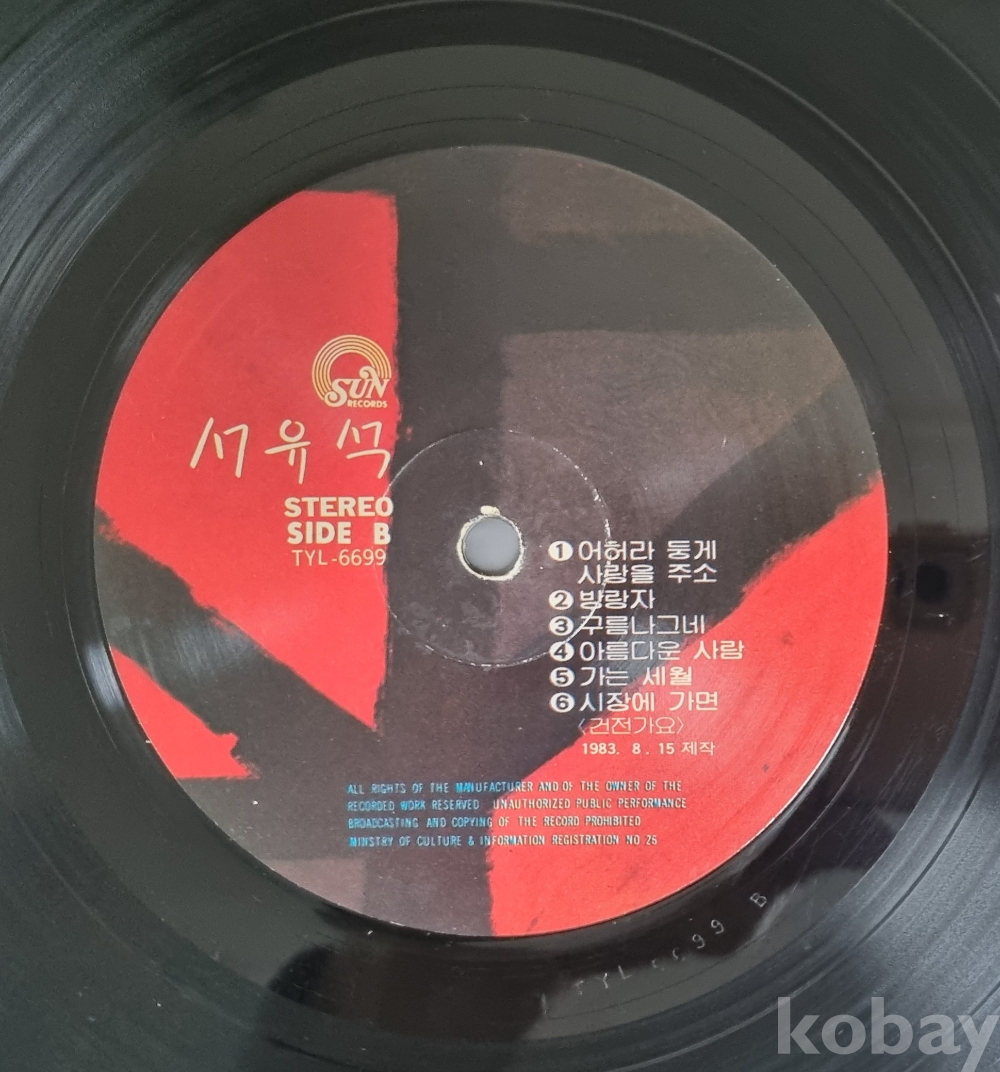 SUN
RECORDS
서유석
STEREO
SIDE B
TYL-6699
❶ 어허라 둥게
사랑을 주소
❷ 방랑자
❸ 구름나그네
❹ 아름다운 사람
❺ 가는 세월
❻ 시장에 가면
〈건전가요〉
1983. 8. 15 제작
ALL RIGHTS OF THE MANUFACTURER AND OF THE OWNER OF THE
RECORDED WORK RESERVED UNAUTHORIZED PUBLIC PERFORMANCE
BROADCASTING AND COPYING OF THE RECORD PROHIBITED
MINISTRY OF CULTURE & INFORMATION REGISTRATION NO 26
TYL 6699 B
kobay